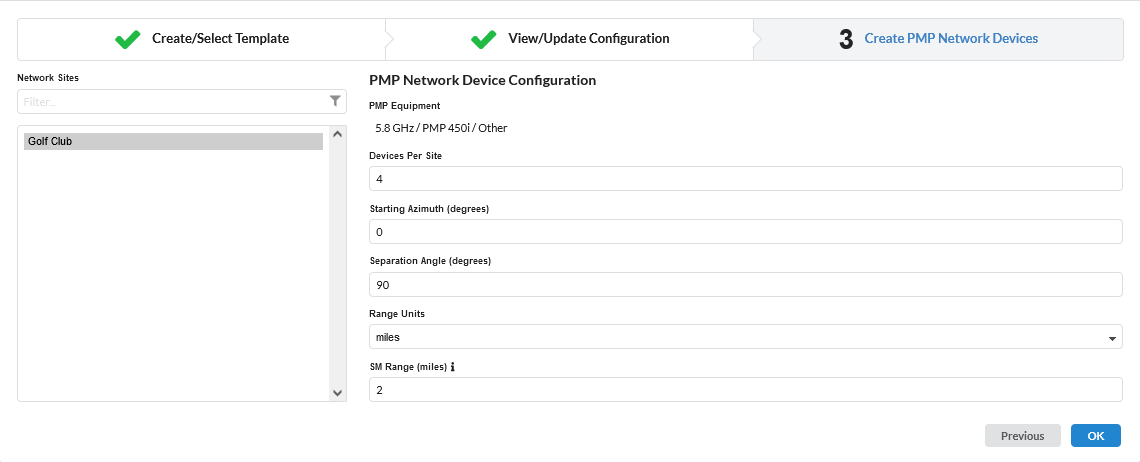 Create/Select Template
View/Update Configuration
3 Create PMP Network Devices
Network Sites
Filter...
Golf Club
PMP Network Device Configuration
PMP Equipment
5.8 GHz / PMP 450i / Other
Devices Per Site
4
Starting Azimuth (degrees)
0
Separation Angle (degrees)
90
Range Units
miles
SM Range (miles) i
2
Previous
OK